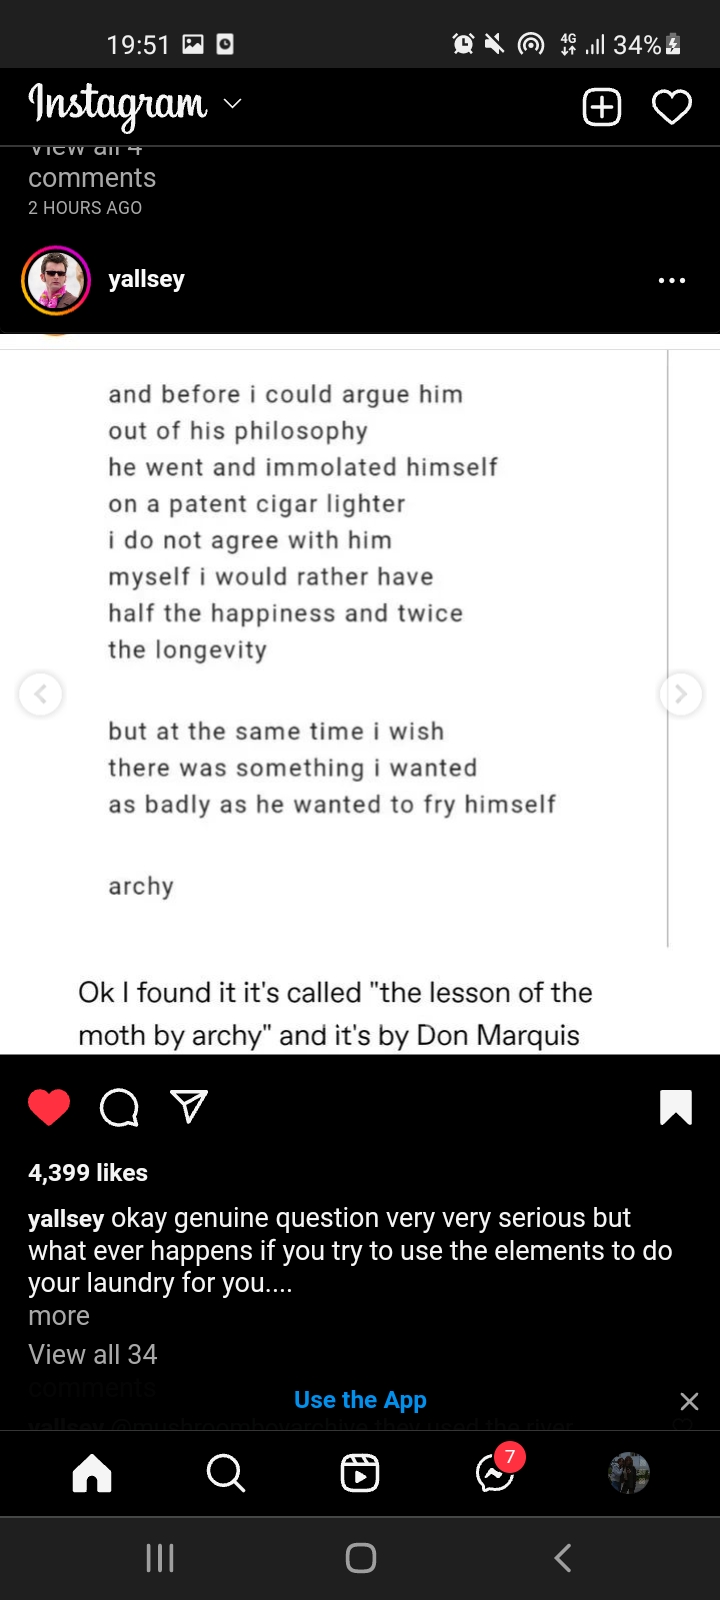 19:51
4G
34%
Instagram
View all 4
comments
2 HOURS AGO
yallsey
and before i could argue him
out of his philosophy
he went and immolated himself
on a patent cigar lighter
i do not agree with him
myself i would rather have
half the happiness and twice
the longevity
but at the same time i wish
there was something i wanted
as badly as he wanted to fry himself
archy
Ok I found it it's called "the lesson of the
moth by archy" and it's by Don Marquis
4,399 likes
yallsey okay genuine question very very serious but
what ever happens if you try to use the elements to do
your laundry for you....
more
View all 34
comments
Use the App
yallsey @mushroomboyarchive they used the river
7